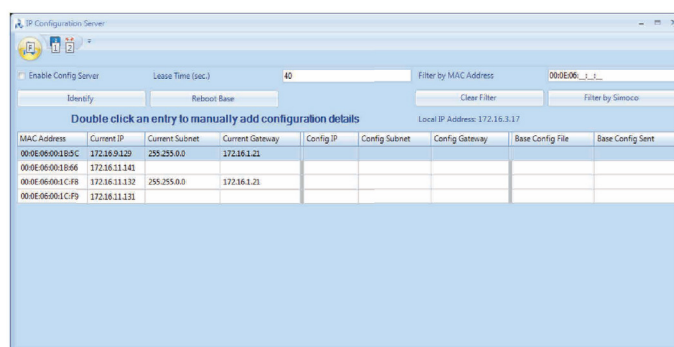 IP Configuration Server
1 2
Enable Config Server Lease Time (sec.) 40 Filter by MAC Address 00:0E:06:_:_:_
Identify Reboot Base Clear Filter Filter by Simoco
Double click an entry to manually add configuration details Local IP Address: 172.16.3.17
MAC Address Current IP Current Subnet Current Gateway Config IP Config Subnet Config Gateway Base Config File Base Config Sent
00:0E:06:00:1B:5C 172.16.9.129 255.255.0.0 172.16.1.21
00:0E:06:00:1B:66 172.16.11.141
00:0E:06:00:1C:F8 172.16.11.132 255.255.0.0 172.16.1.21
00:0E:06:00:1C:F9 172.16.11.131